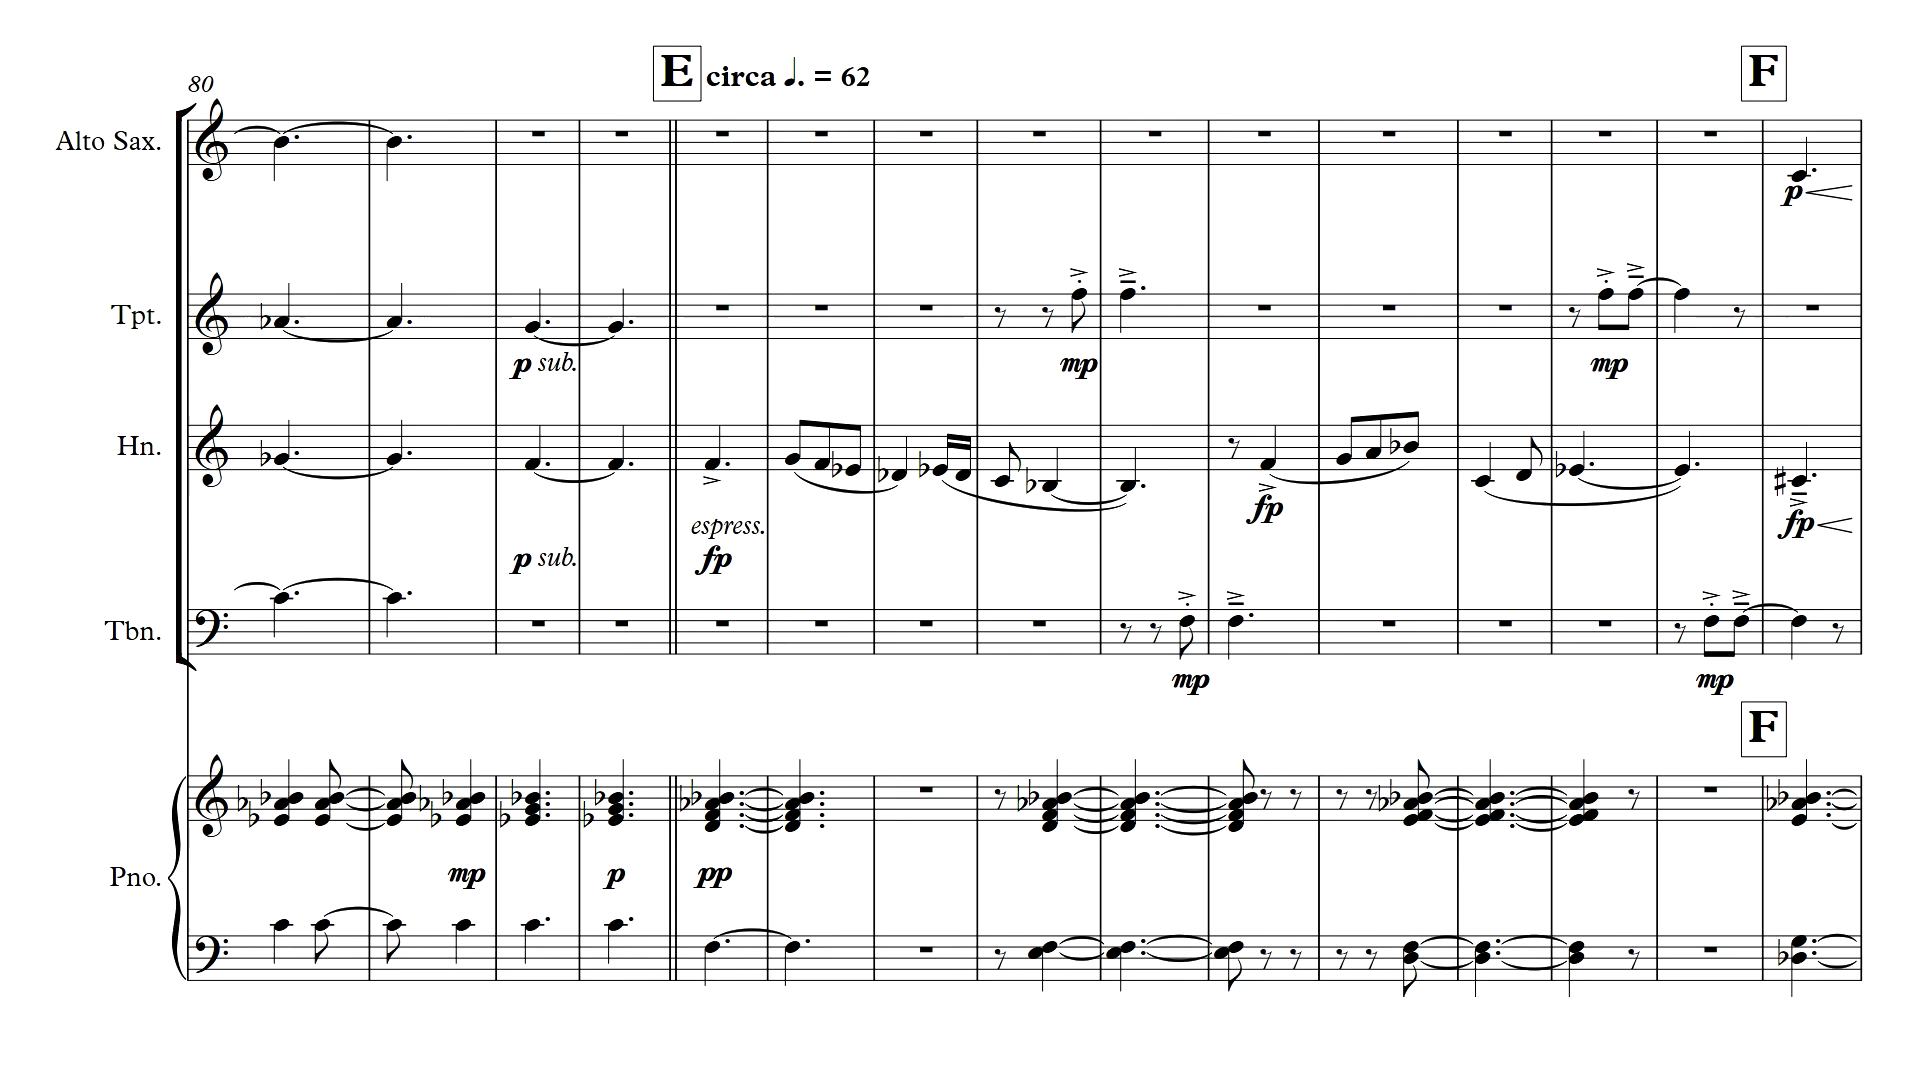 80
E circa ♩. = 62
F
Alto Sax.
p
Tpt.
p sub.
mp
mp
Hn.
fp
fp
espress.
p sub.
fp
Tbn.
mp
mp
F
Pno.
mp
p
pp